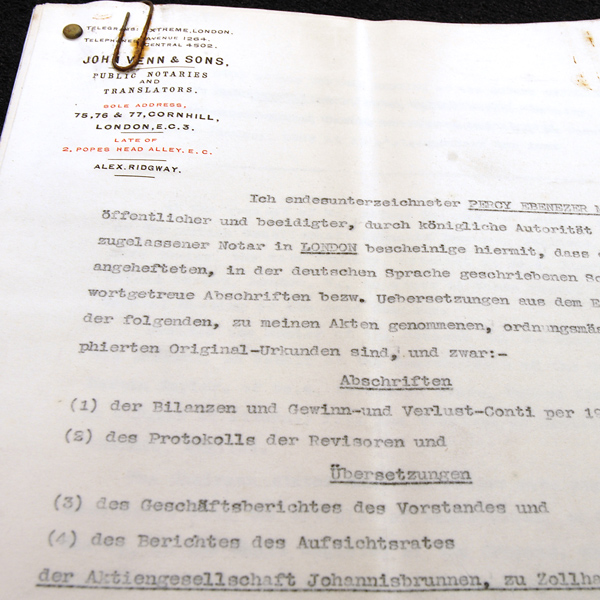 TELEGRAMS: EXTREME, LONDON.
TELEPHONES: AVENUE 1264.
CENTRAL 4502.
JOHN VENN & SONS,
PUBLIC NOTARIES
AND
TRANSLATORS.
SOLE ADDRESS,
75, 76 & 77, CORNHILL,
LONDON, E.C.3.
LATE OF
2, POPES HEAD ALLEY, E.C.
ALEX. RIDGWAY.
Ich endesunterzeichneter PERCY EBENEZER
öffentlicher und beeidigter, durch königliche Autorität
zugelassener Notar in LONDON bescheinige hiermit, dass
angehefteten, in der deutschen Sprache geschriebenen
wortgetreue Abschriften bezw. Uebersetzungen aus dem
der folgenden, zu meinen Akten genommenen, ordnungsmäs
phierten Original-Urkunden sind, und zwar:-
Abschriften
(1) der Bilanzen und Gewinn-und Verlust-Conti per
(2) des Protokolls der Revisoren und
Übersetzungen
(3) des Geschäftsberichtes des Vorstandes und
(4) des Berichtes des Aufsichtsrates
der Aktiengesellschaft Johannisbrunnen, zu Zollha